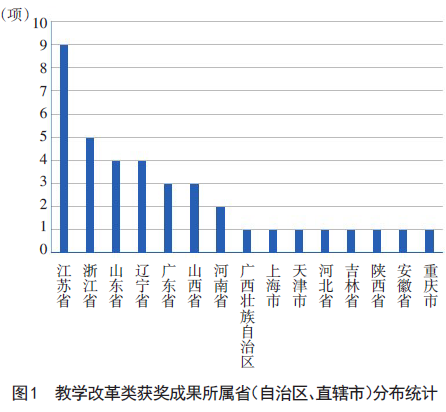 (项)
10
9
8
7
6
5
4
3
2
1
0
江苏省
浙江省
山东省
辽宁省
广东省
山西省
河南省
广西壮族自治区
上海市
天津市
河北省
吉林省
陕西省
安徽省
重庆市
图1 教学改革类获奖成果所属省(自治区、直辖市)分布统计